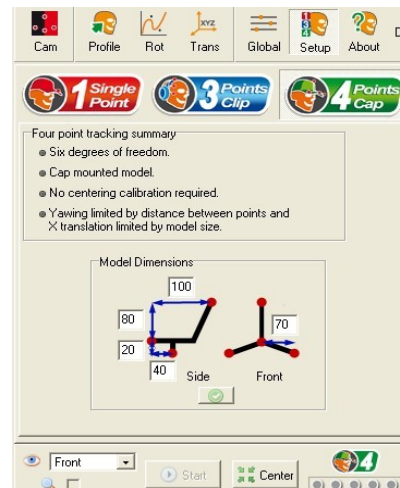 Cam Profile Rot Trans Global Setup About
XYZ
1 Single Point 3 Points Clip 4 Points Cap
Four point tracking summary
Six degrees of freedom.
Cap mounted model.
No centering calibration required.
Yawing limited by distance between points and
X translation limited by model size.
Model Dimensions
100
80
70
20
40
Side Front
Front Start Center 4